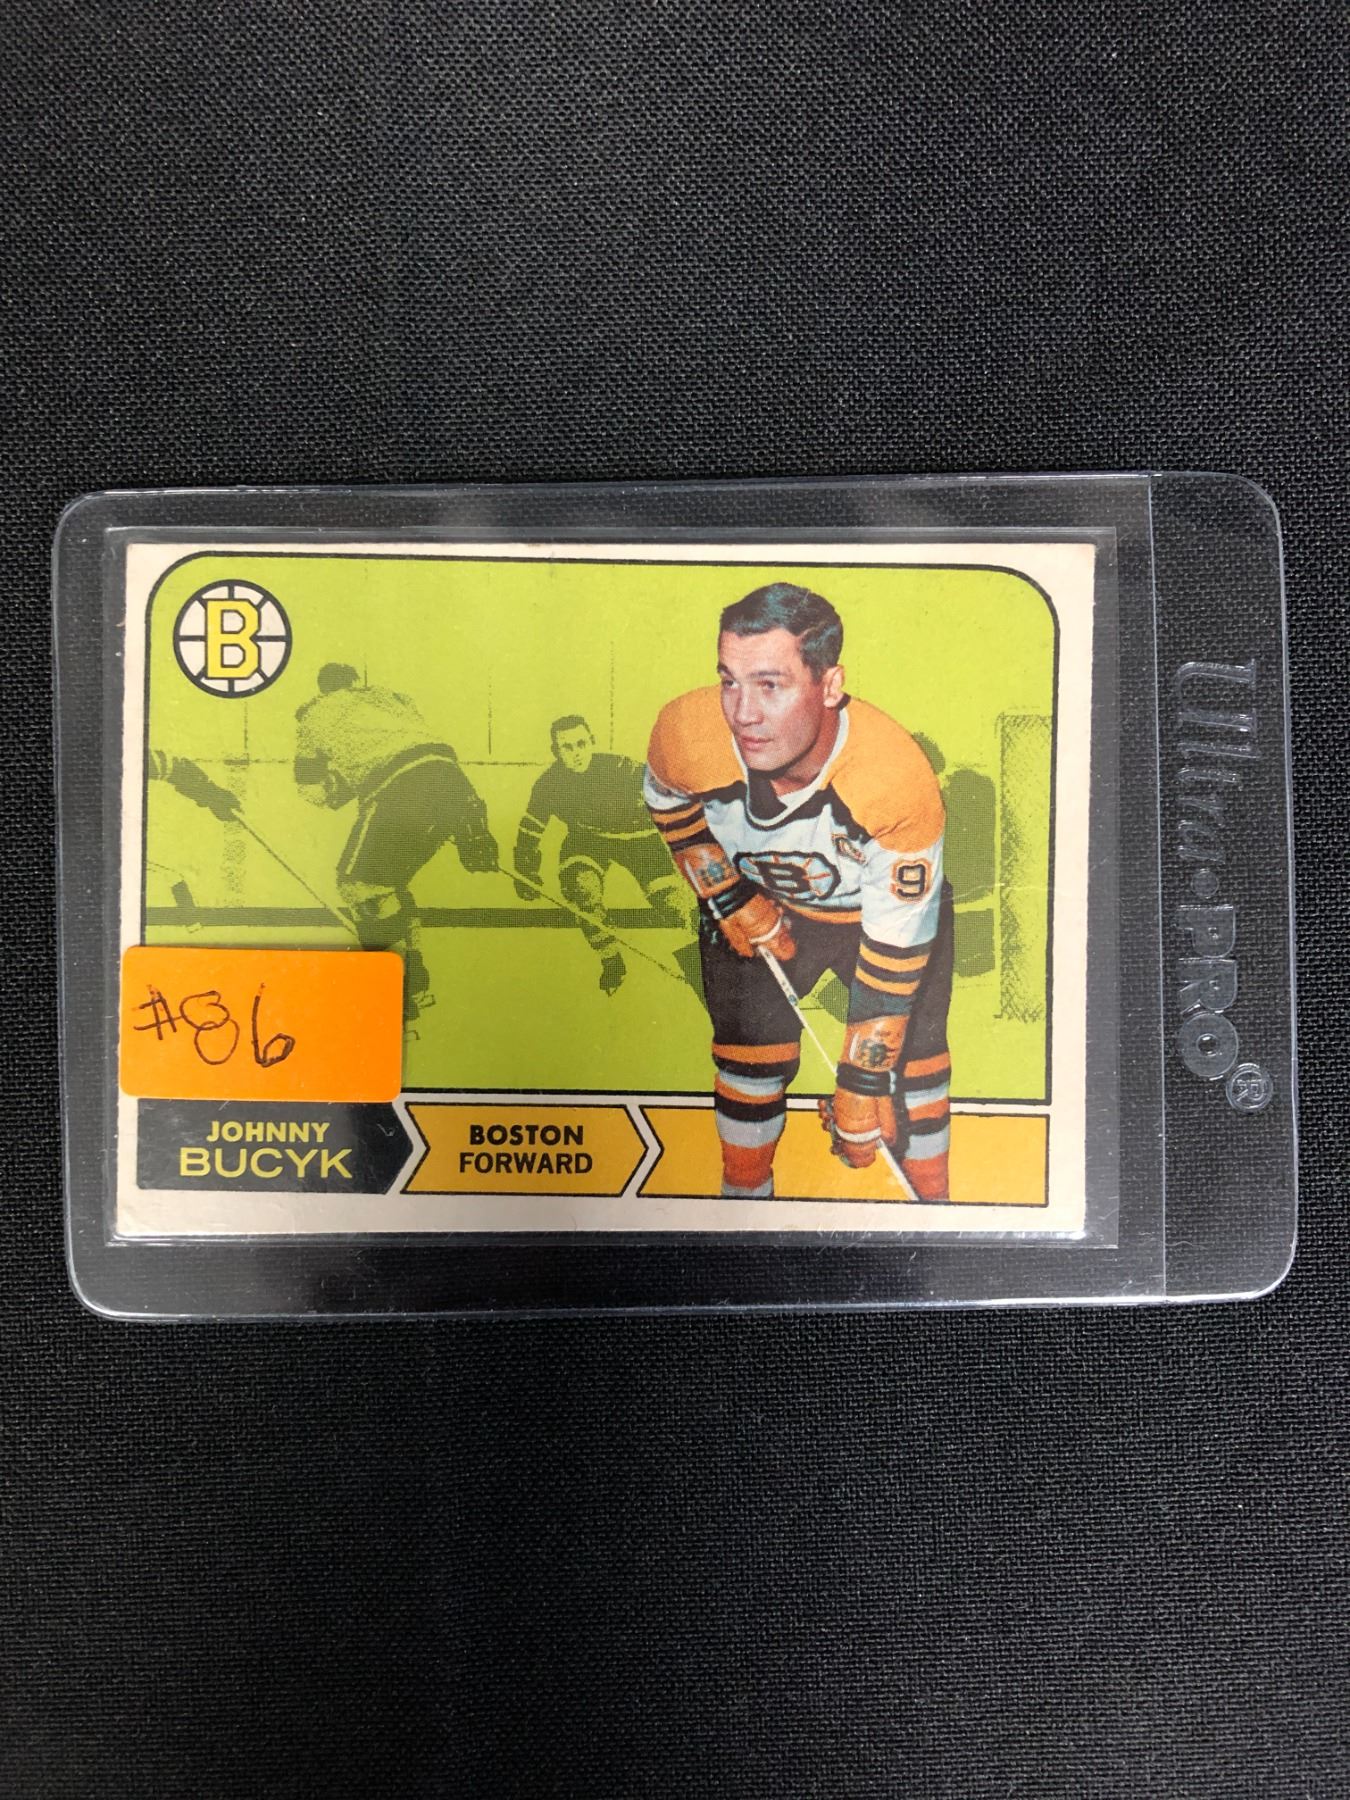 B
B
9
#86
JOHNNY
BUCYK
BOSTON
FORWARD
Ultra•PRO®